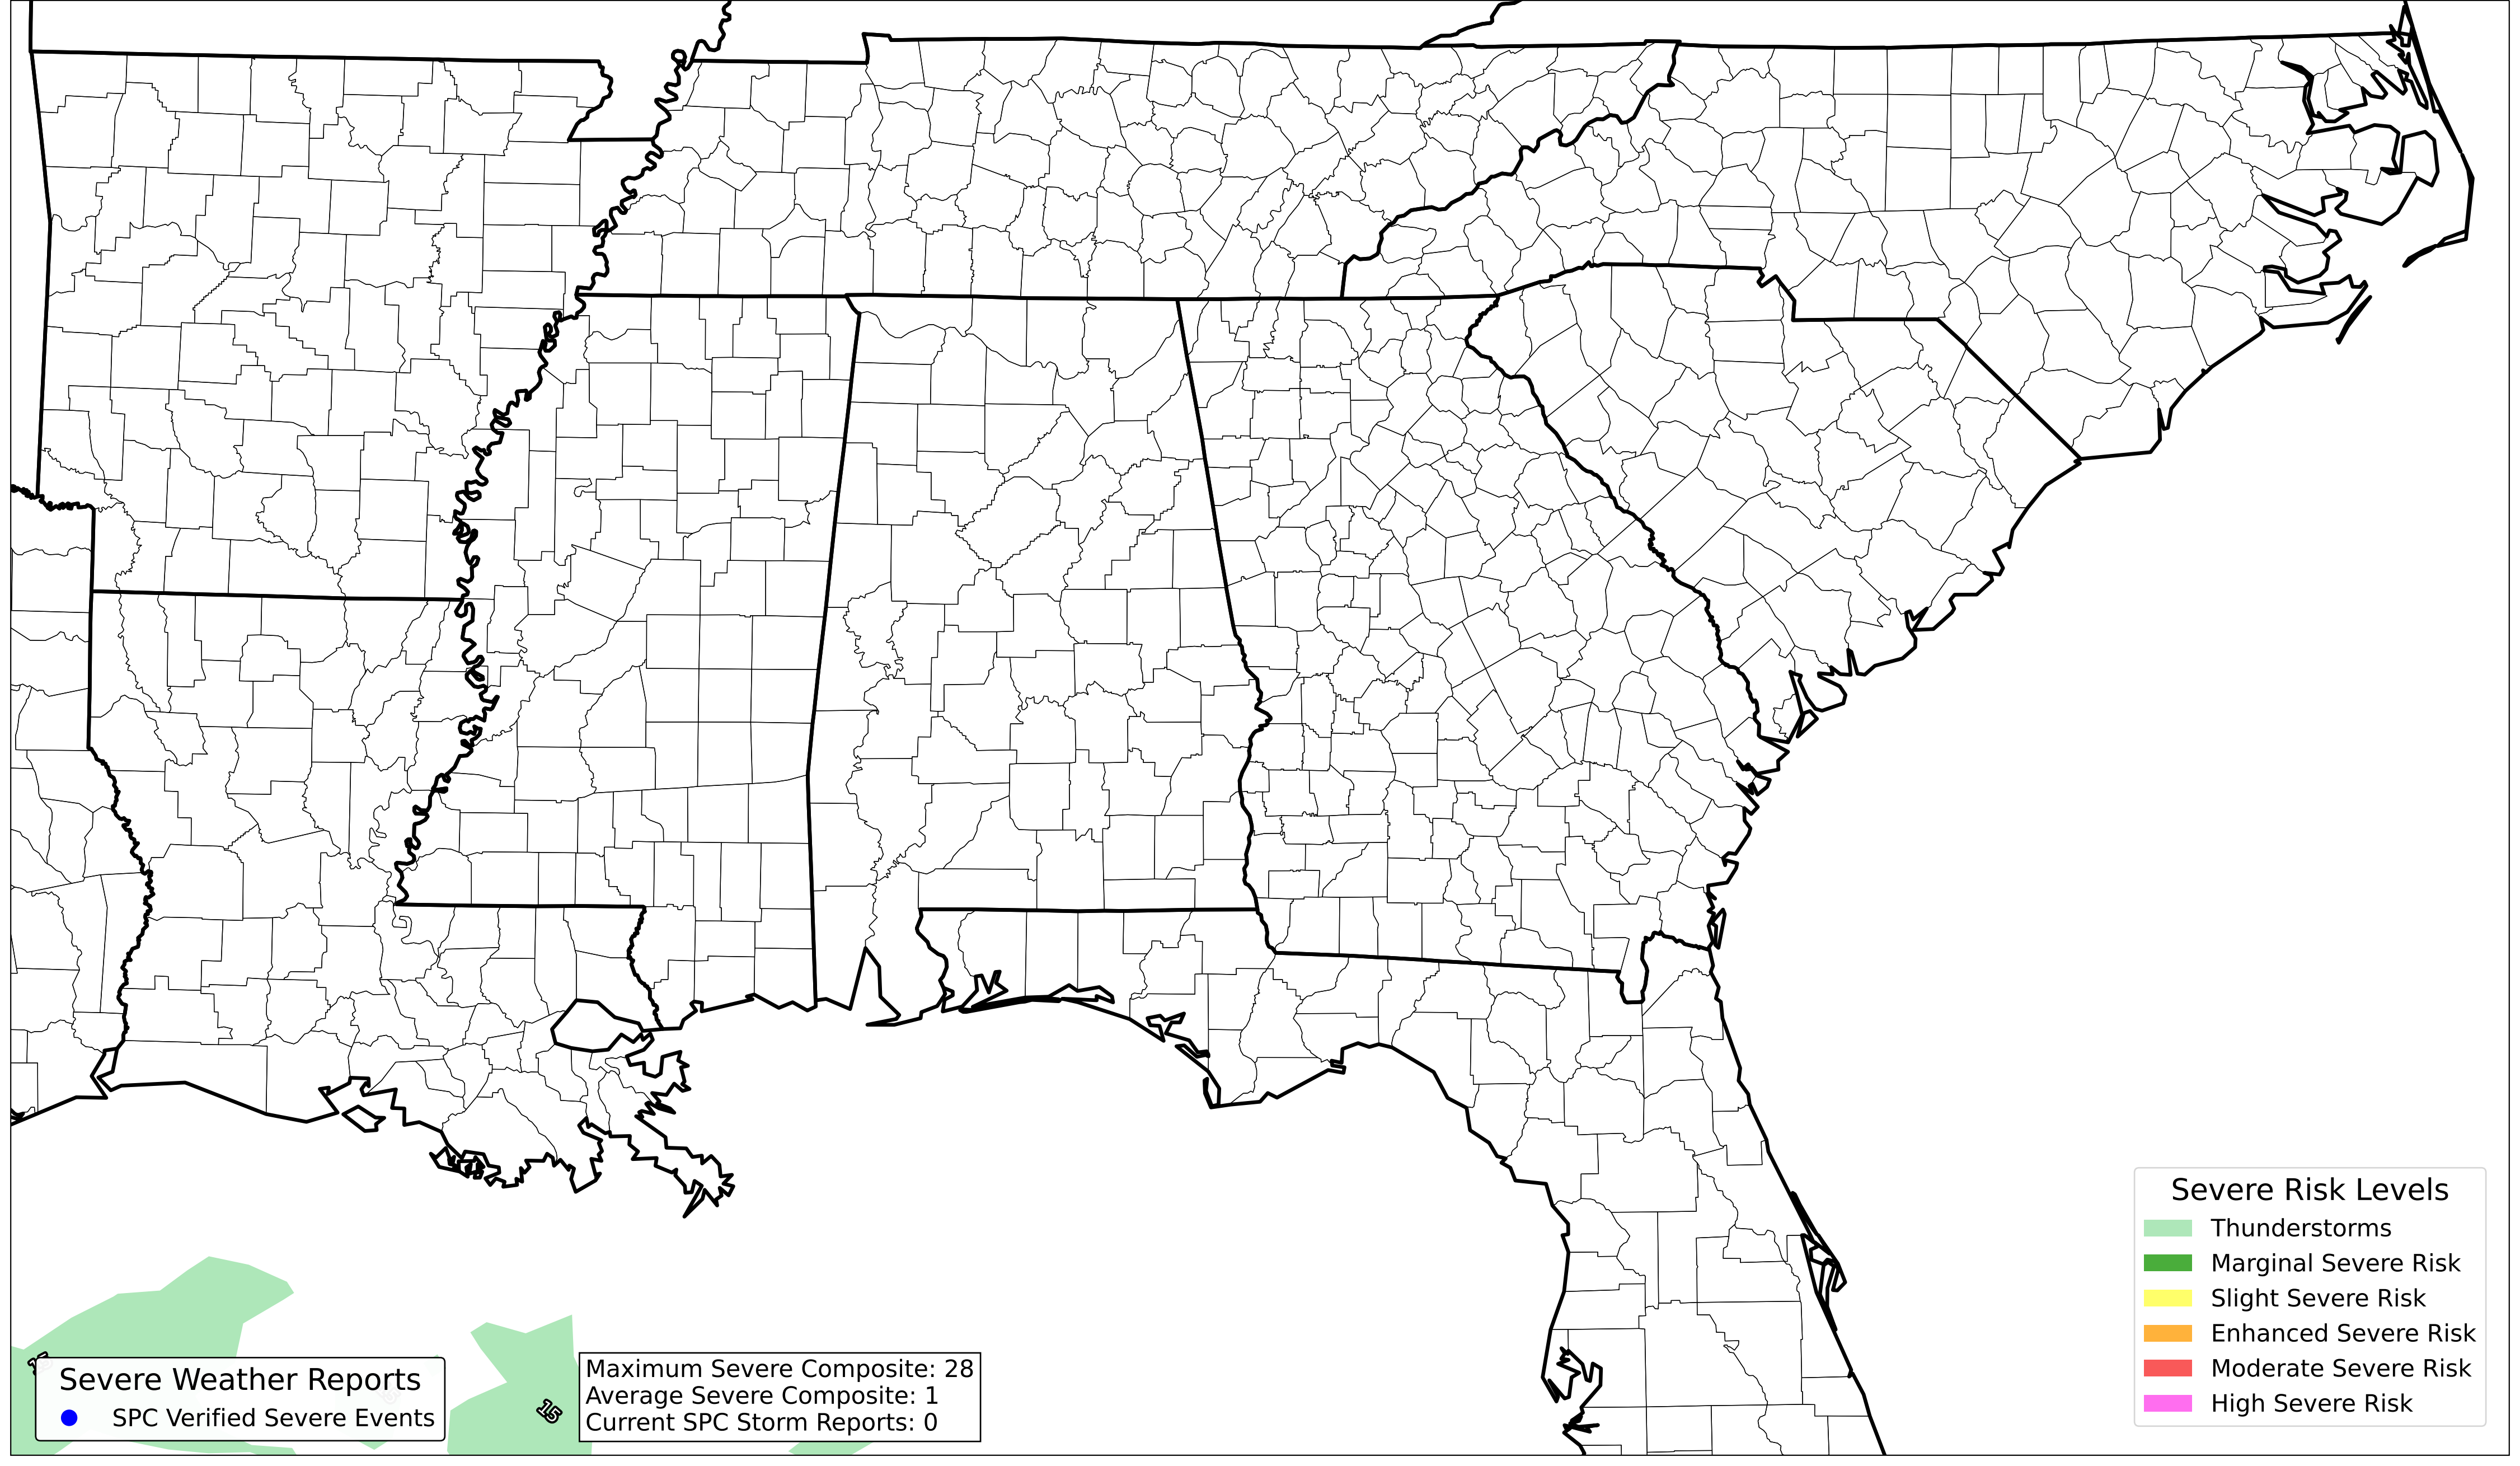 Severe Risk Levels
Thunderstorms
Marginal Severe Risk
Slight Severe Risk
Enhanced Severe Risk
Moderate Severe Risk
High Severe Risk
15
Severe Weather Reports
SPC Verified Severe Events
15
Maximum Severe Composite: 28
Average Severe Composite: 1
Current SPC Storm Reports: 0